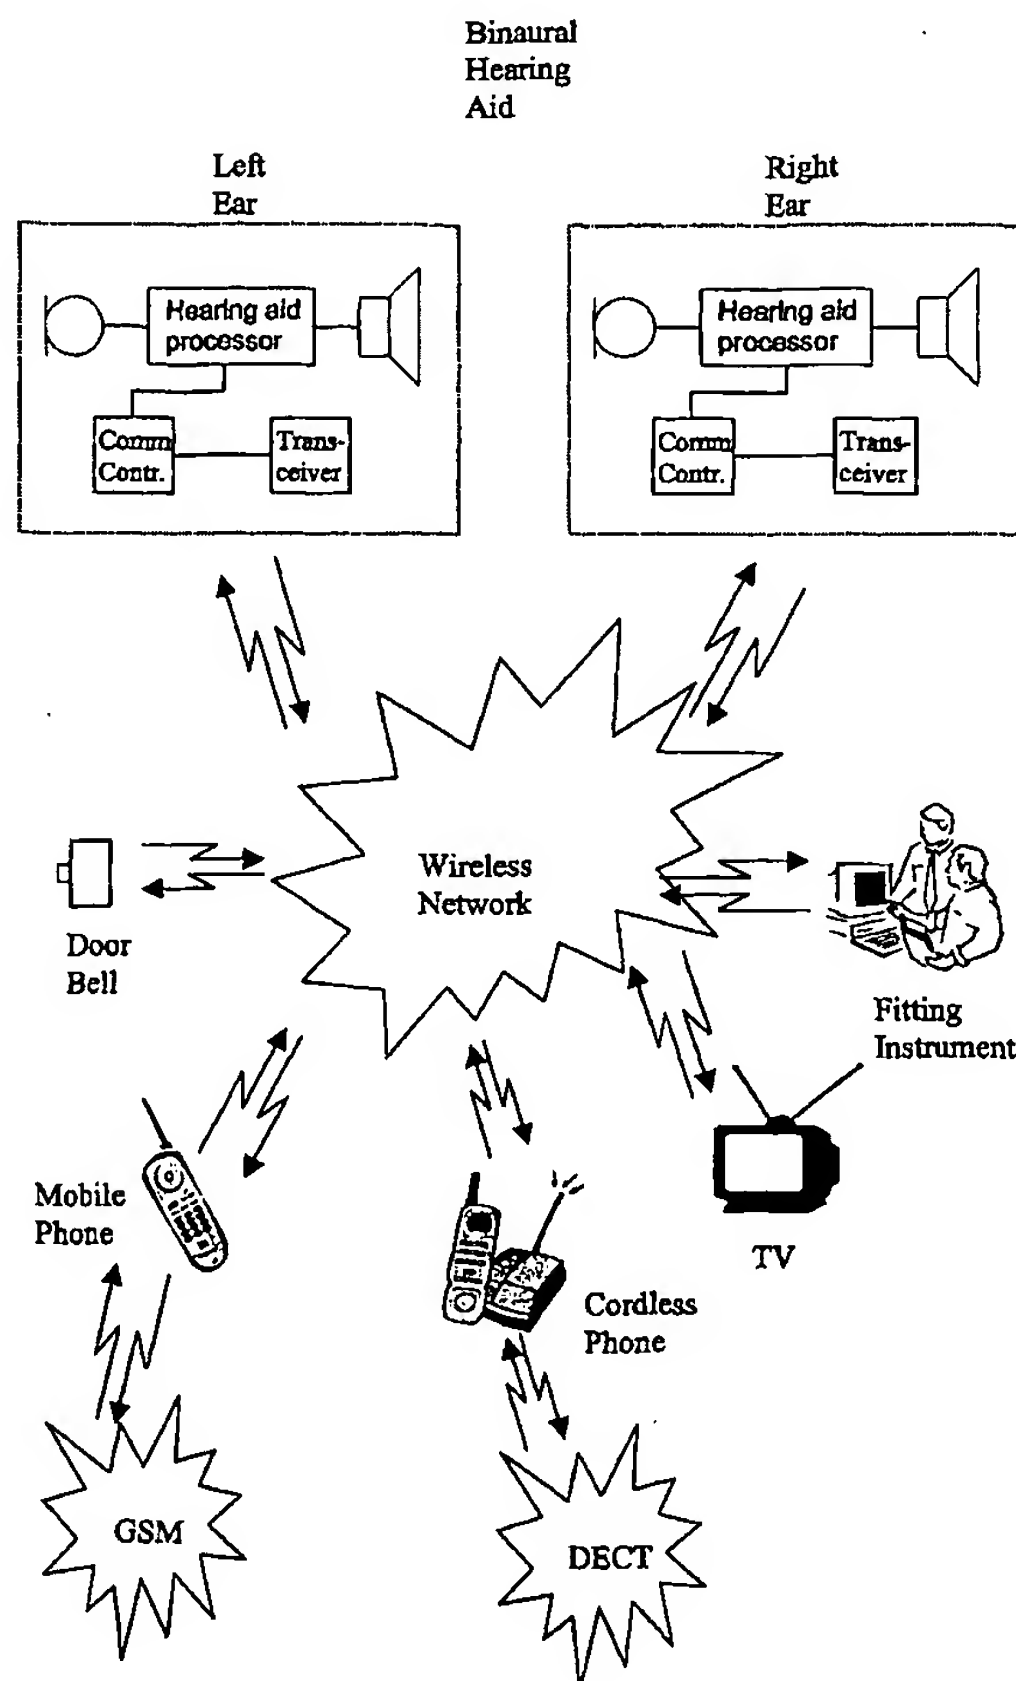 Binaural
Hearing
Aid
Left
Ear
Right
Ear
Hearing aid
processor
Comm
Contr.
Trans-
ceiver
Hearing aid
processor
Comm
Contr.
Trans-
ceiver
Wireless
Network
Door
Bell
Fitting
Instrument
Mobile
Phone
TV
Cordless
Phone
GSM
DECT